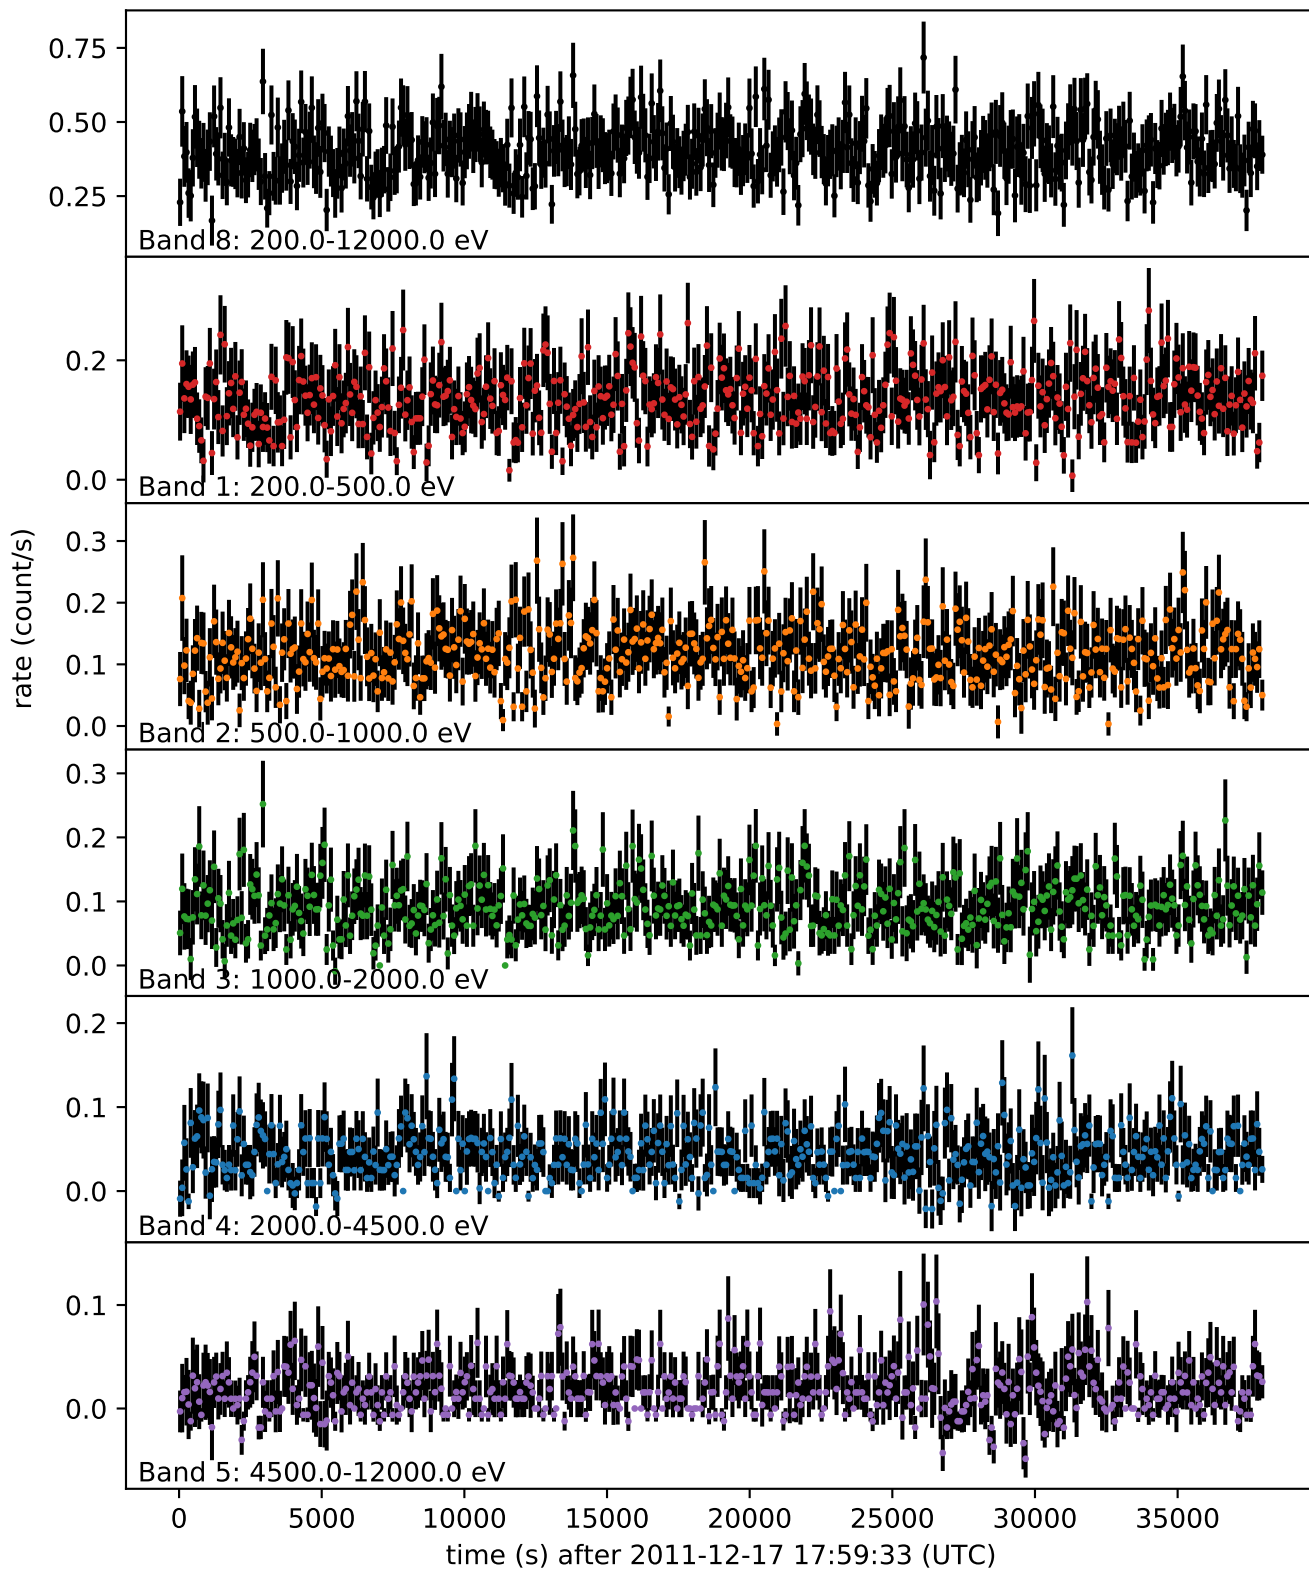 0.75
0.50
0.25
Band 8: 200.0-12000.0 eV
0.2
0.0
Band 1: 200.0-500.0 eV
rate (count/s)
0.3
0.2
0.1
0.0
Band 2: 500.0-1000.0 eV
0.3
0.2
0.1
0.0
Band 3: 1000.0-2000.0 eV
0.2
0.1
0.0
Band 4: 2000.0-4500.0 eV
0.1
0.0
Band 5: 4500.0-12000.0 eV
0 5000 10000 15000 20000 25000 30000 35000
time (s) after 2011-12-17 17:59:33 (UTC)